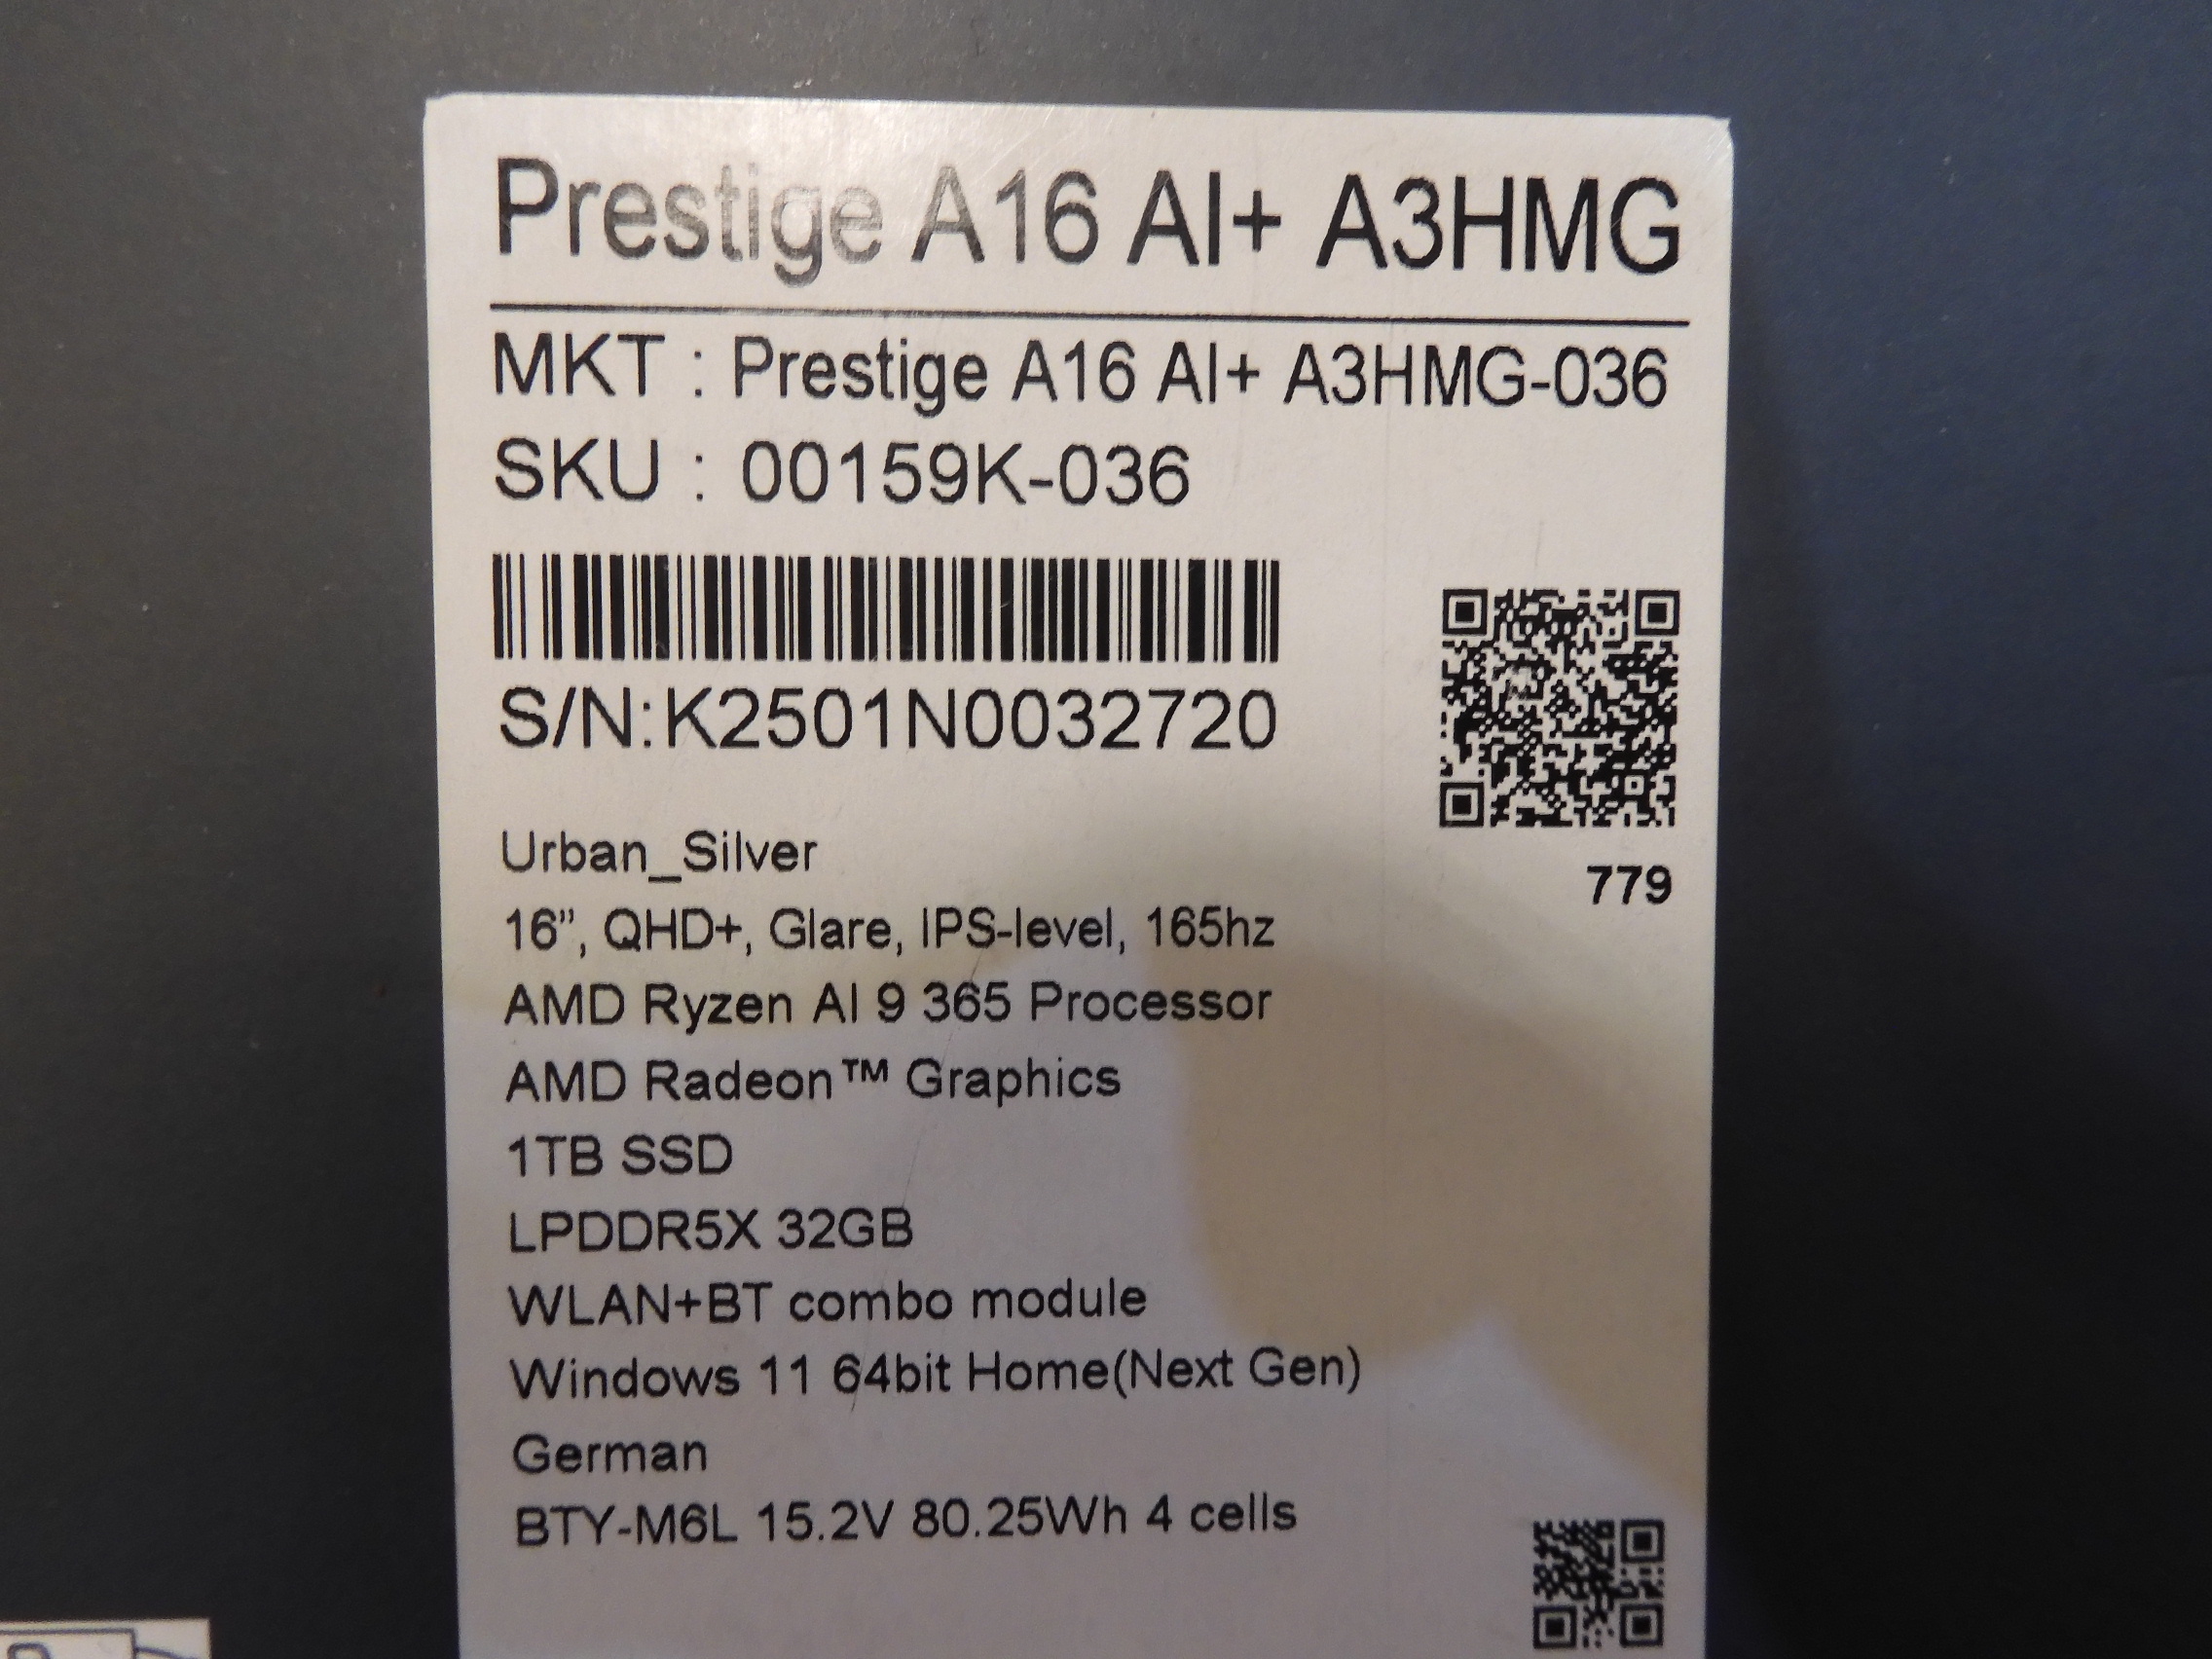 Prestige A16 AI+ A3HMG
MKT : Prestige A16 AI+ A3HMG-036
SKU : 00159K-036
S/N:K2501N0032720
779
Urban_Silver
16”, QHD+, Glare, IPS-level, 165hz
AMD Ryzen AI 9 365 Processor
AMD Radeon™ Graphics
1TB SSD
LPDDR5X 32GB
WLAN+BT combo module
Windows 11 64bit Home(Next Gen)
German
BTY-M6L 15.2V 80.25Wh 4 cells